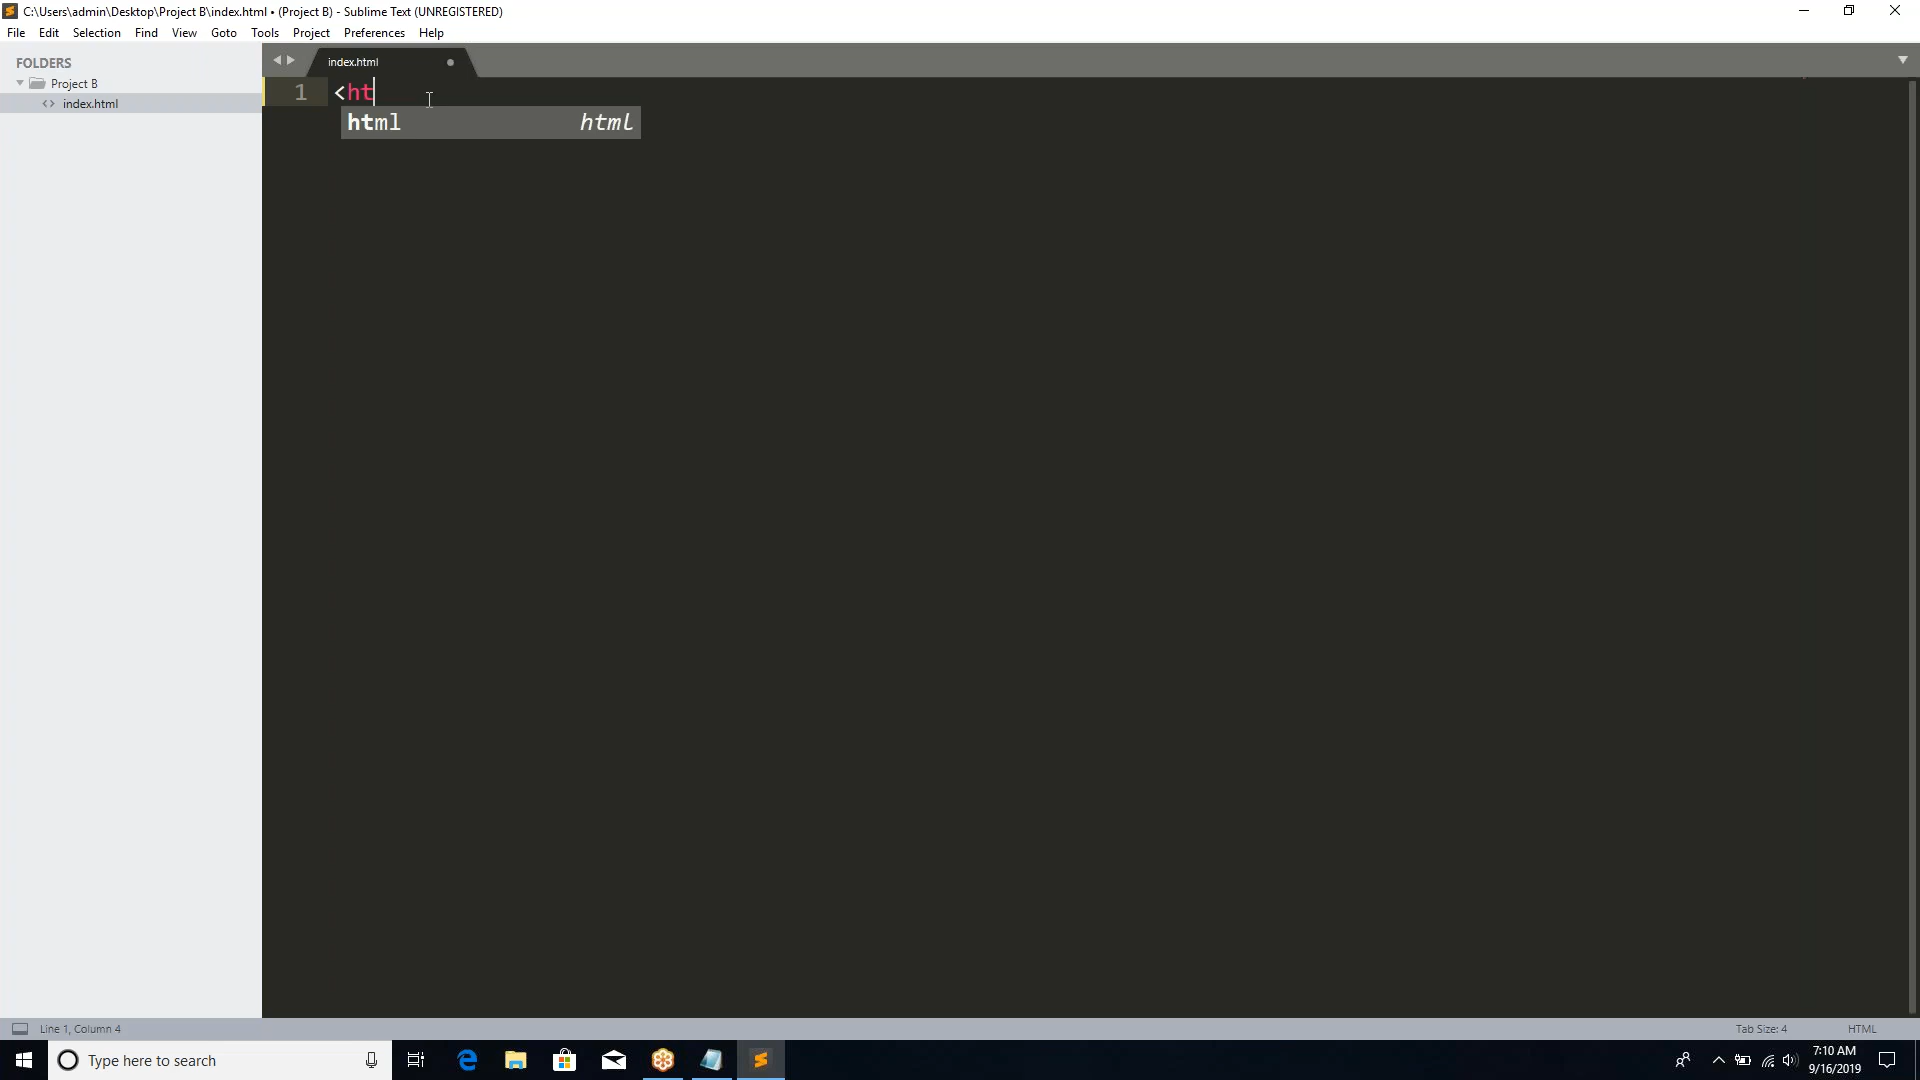 C:\Users\admin\Desktop\Project B\index.html • (Project B) - Sublime Text (UNREGISTERED)
File Edit Selection Find View Goto Tools Project Preferences Help
FOLDERS
Project B
index.html
index.html
1 <ht
html html
Line 1, Column 4
Tab Size: 4
HTML
Type here to search
7:10 AM
9/16/2019